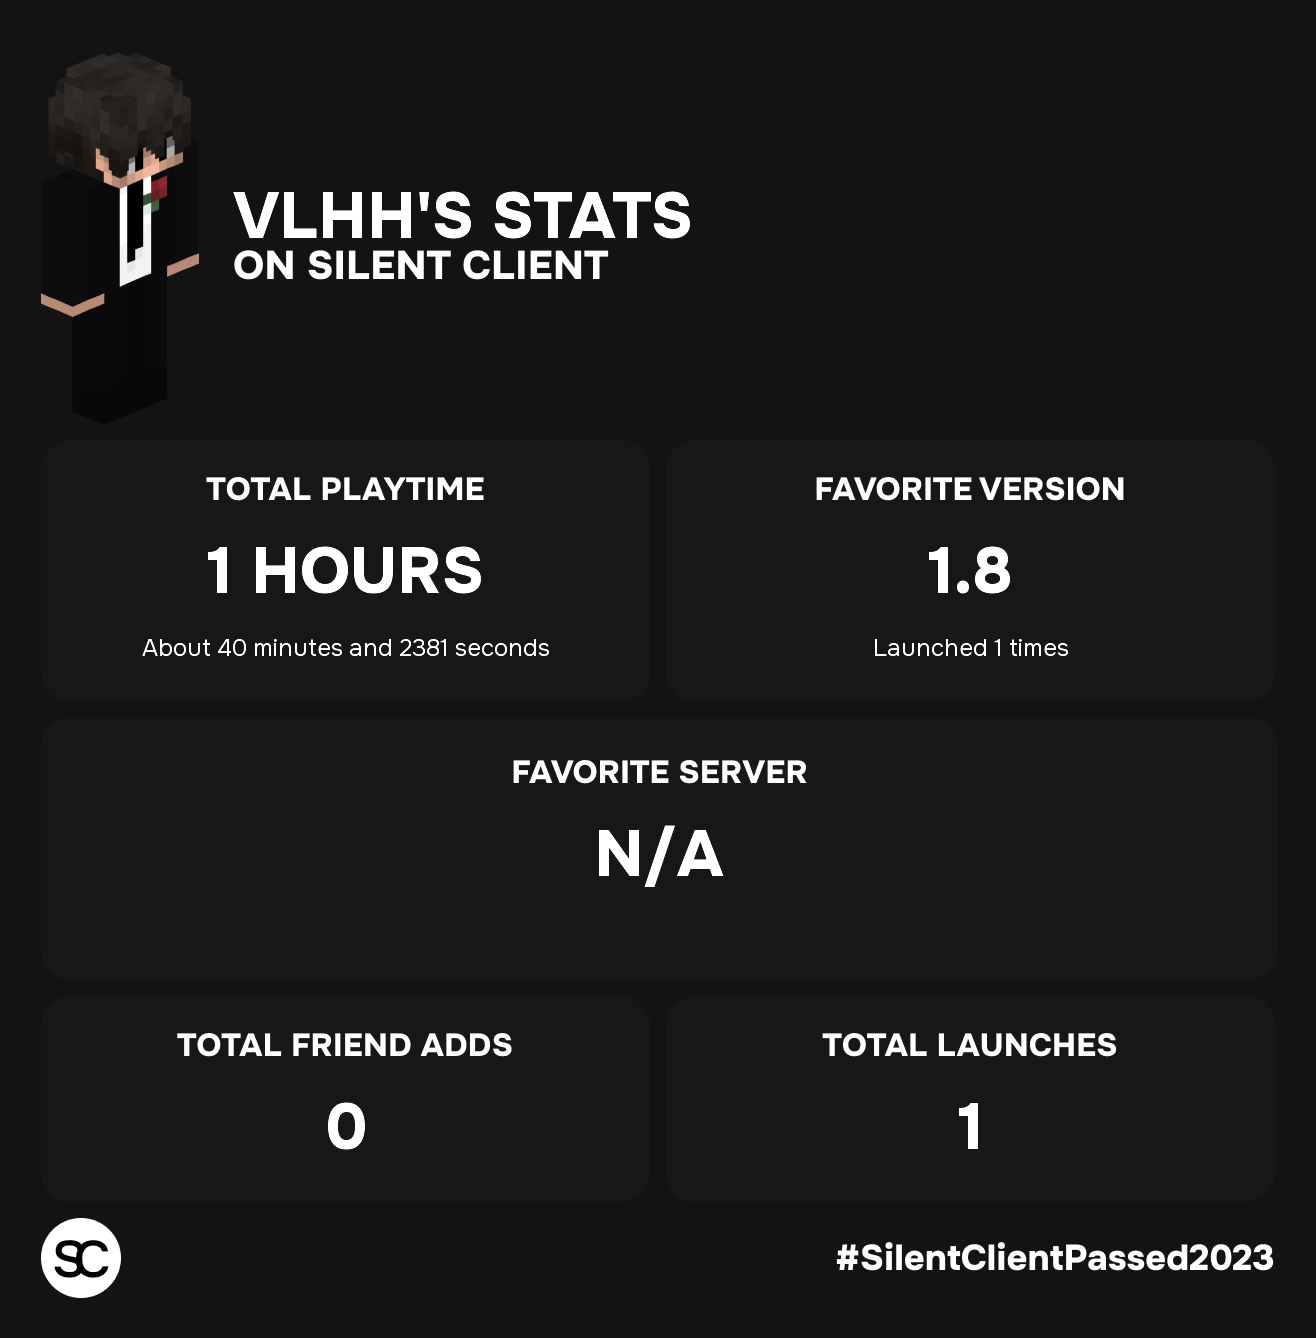 VLHH'S STATS
ON SILENT CLIENT
TOTAL PLAYTIME
1 HOURS
About 40 minutes and 2381 seconds
FAVORITE VERSION
1.8
Launched 1 times
FAVORITE SERVER
N/A
TOTAL FRIEND ADDS
0
TOTAL LAUNCHES
1
SC
#SilentClientPassed2023